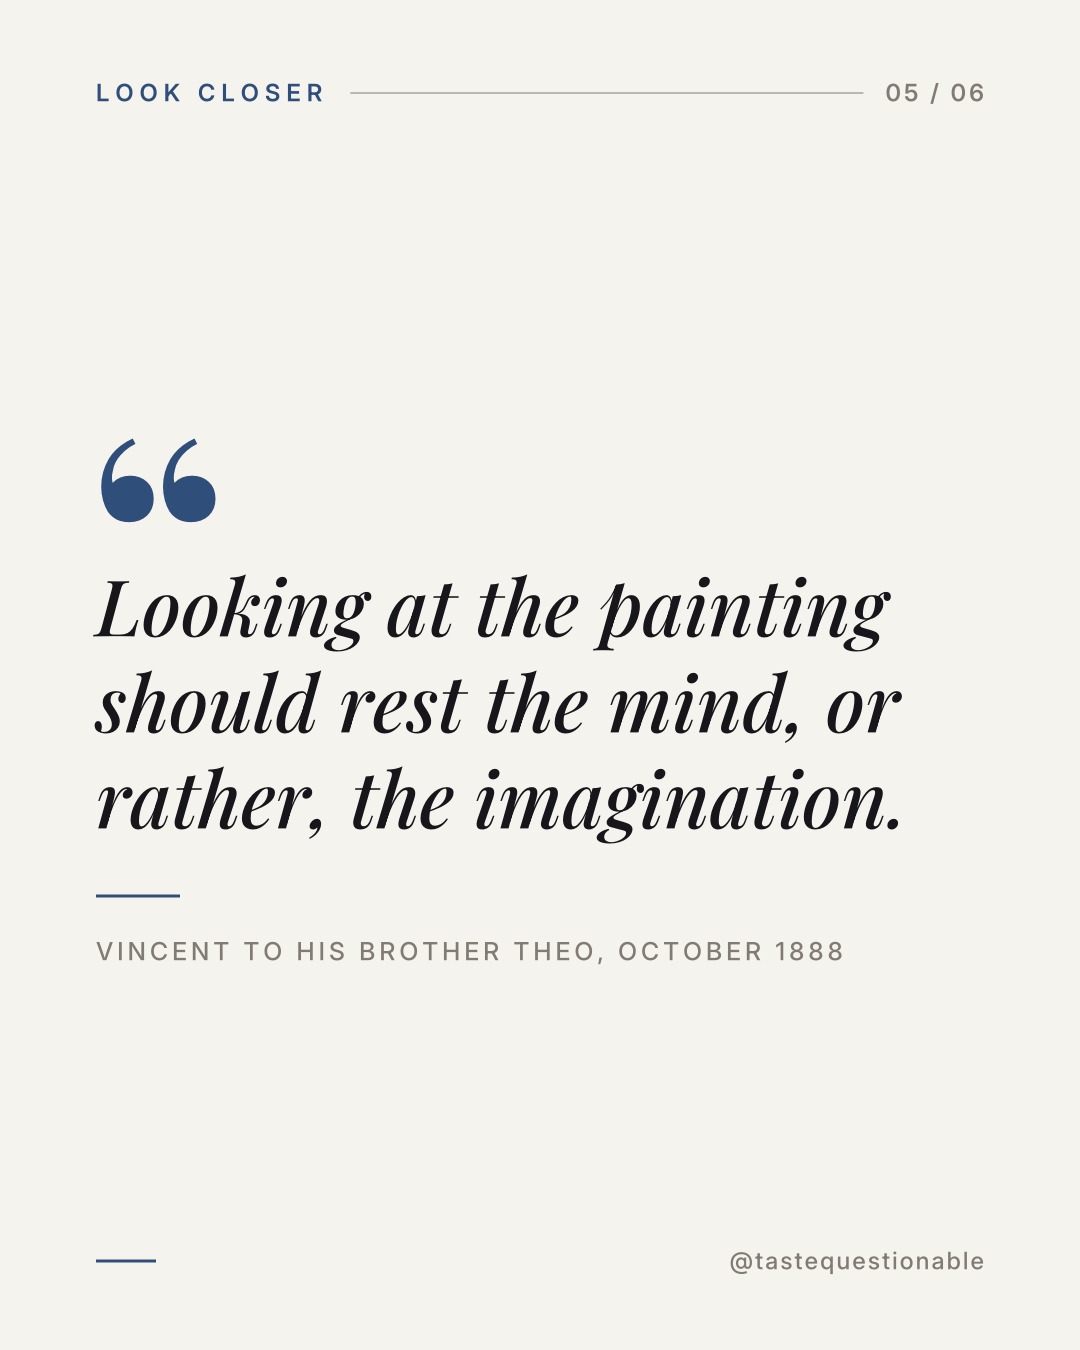 LOOK CLOSER 05 / 06
“
Looking at the painting
should rest the mind, or
rather, the imagination.
VINCENT TO HIS BROTHER THEO, OCTOBER 1888
@tastequestionable